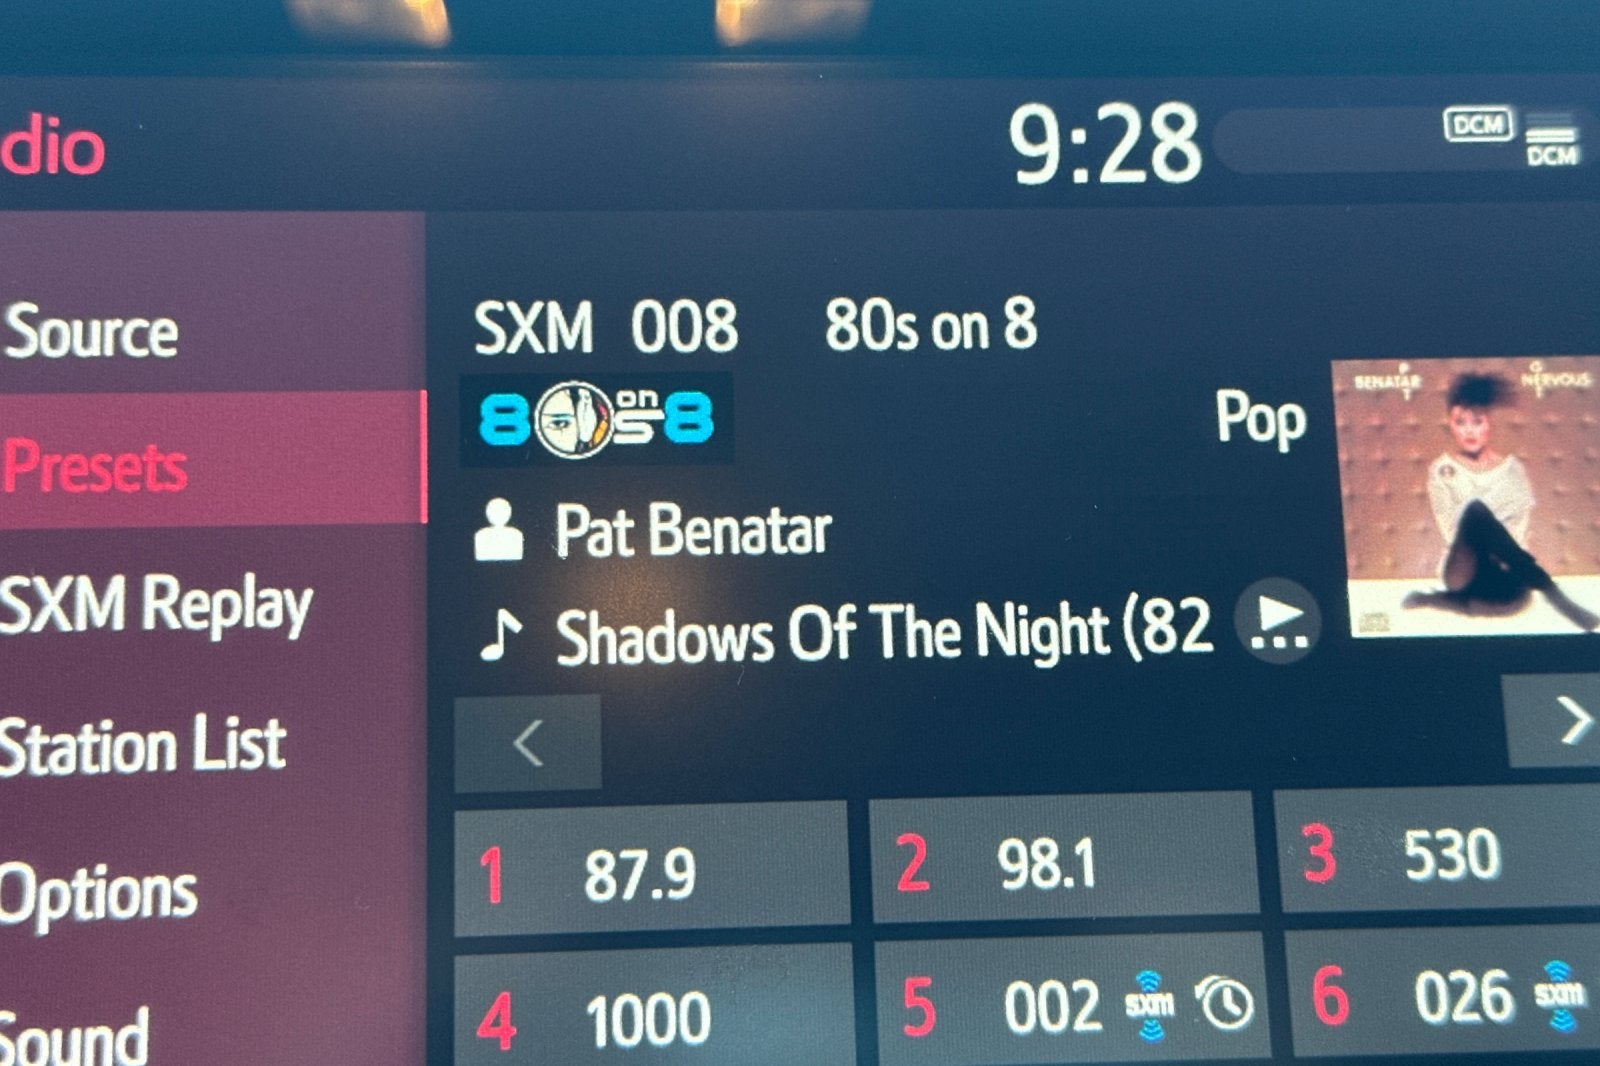 dio
9:28
DCM
DCM
Source
Presets
SXM Replay
Station List
Options
Sound
SXM 008 80s on 8
80s on 8
Pop
Pat Benatar
Shadows Of The Night (82
PAT BENATAR
GET NERVOUS
1 87.9
2 98.1
3 530
4 1000
5 002 sxm
6 026 sxm